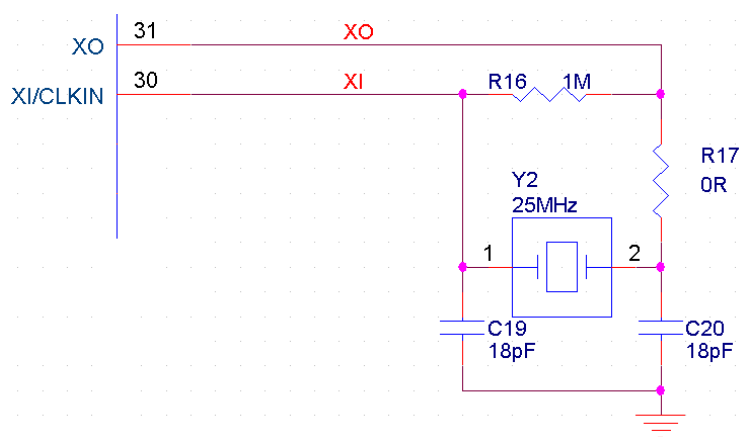 XO 31 XO
XI/CLKIN 30 XI R16 1M
R17
0R
Y2
25MHz
1 2
C19 C20
18pF 18pF